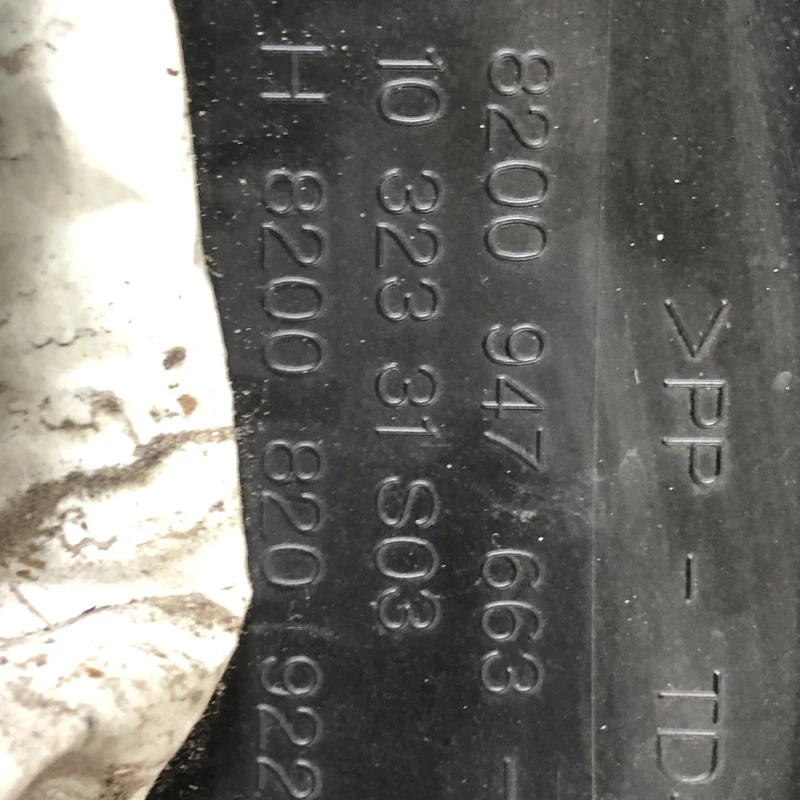 >PP - TD
8200 947 663 -
10 323 31 S03
H 8200 820 922